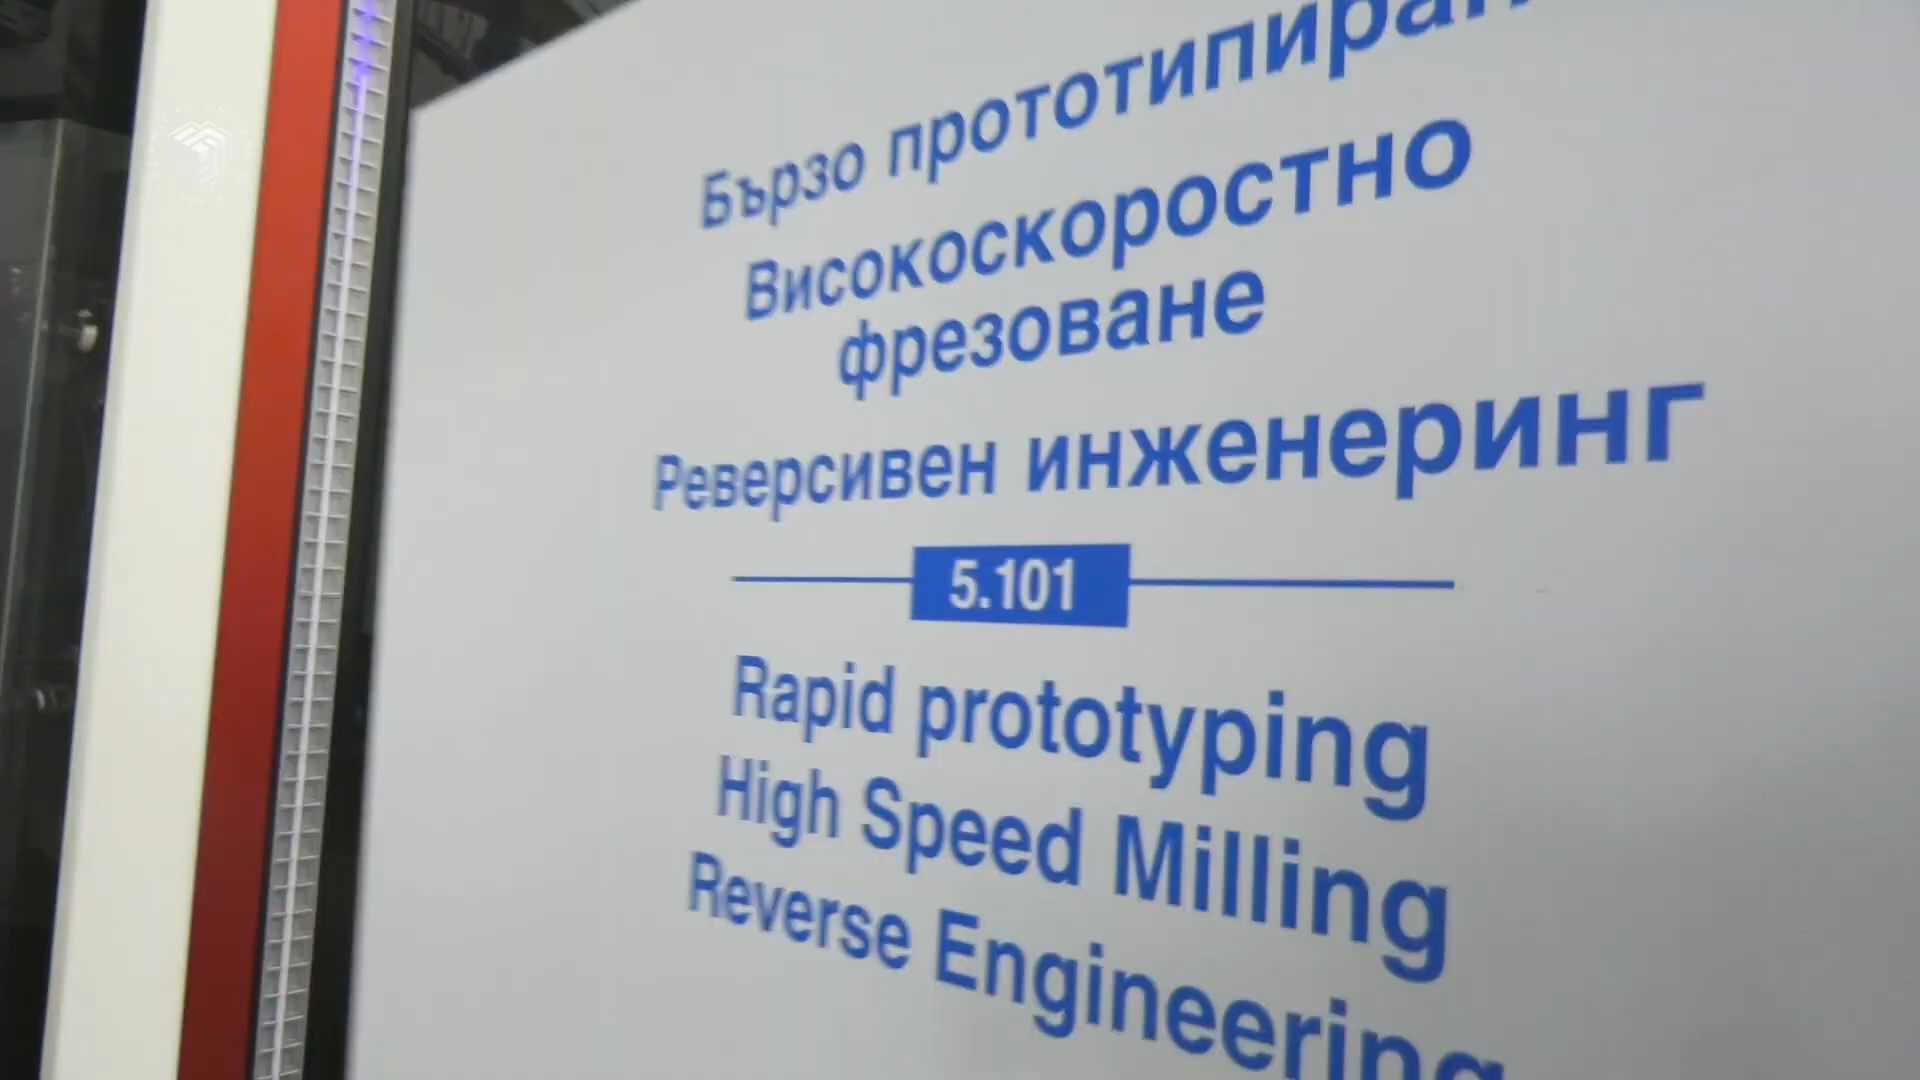 Бързо прототипиран
Високоскоростно
фрезоване
Реверсивен инженеринг
5.101
Rapid prototyping
High Speed Milling
Reverse Engineering